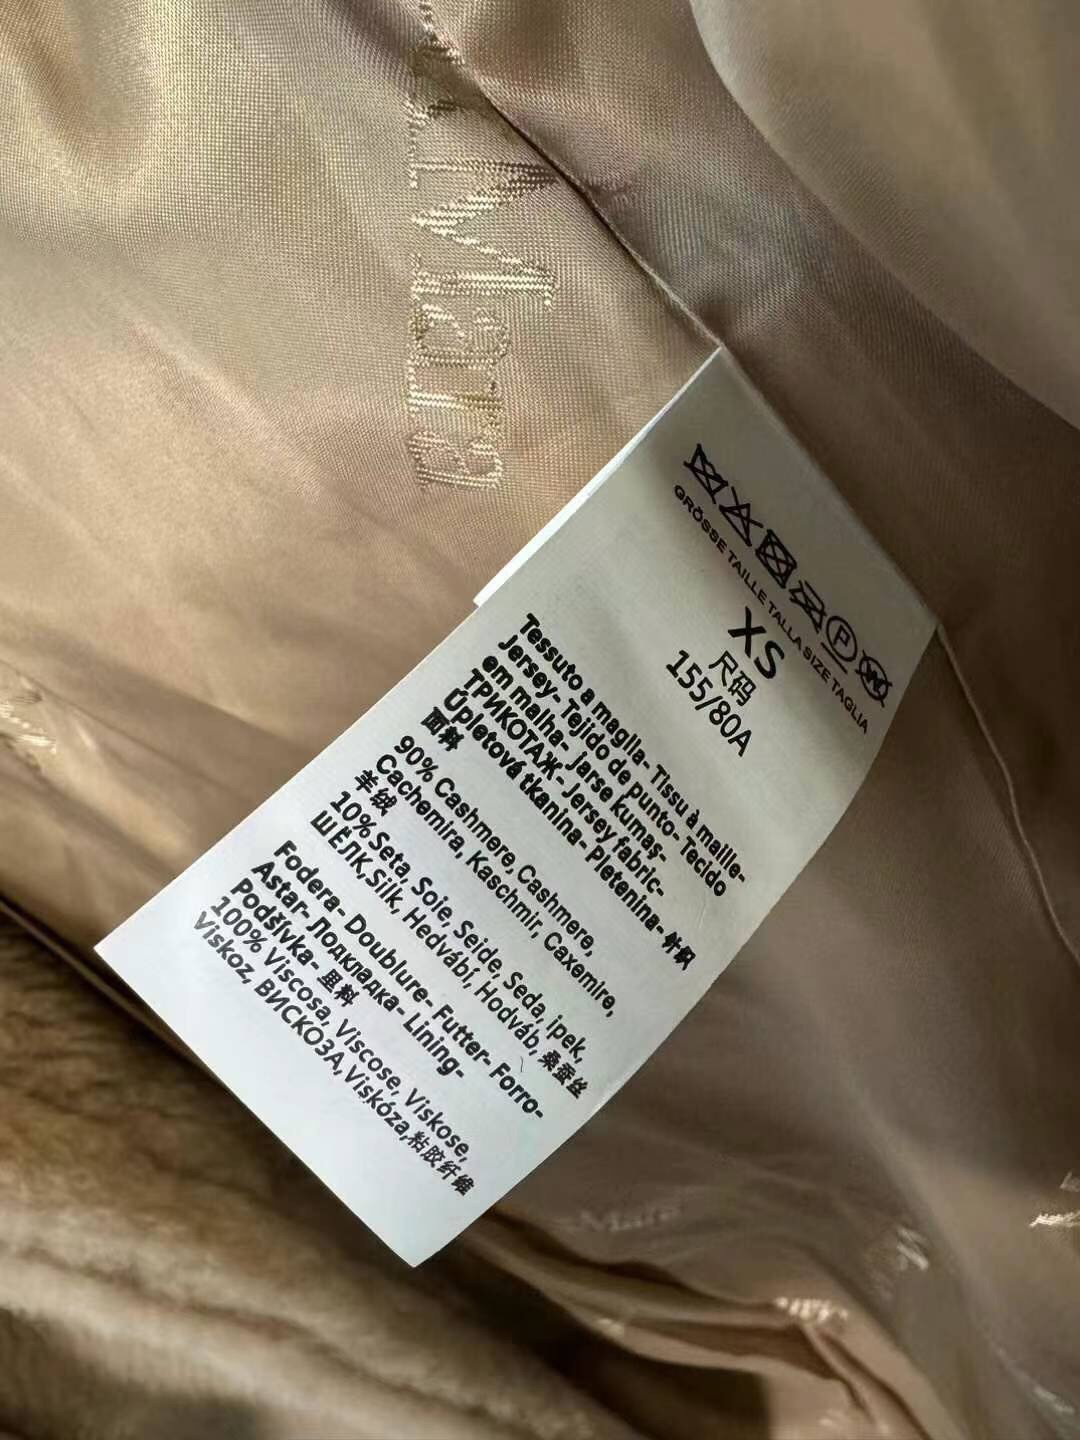 Mara
GRÖSSE TAILLE TALLA SIZE TAGLIA
XS
尺码
155/80A
Tessuto a maglia- Tissu à maille-
Jersey- Tejido de punto- Tecido
em malha- jarse kumaş-
ТРИКОТАЖ- Jersey fabric-
Úpletová tkanina- Pletenina- 针织
面料
90% Cashmere, Cashmere,
Cachemira, Kaschmir, Caxemire,
羊绒
10%Seta, Soie, Seide, Seda, ipek,
ШЁЛК,Silk, Hedvábí, Hodváb, 桑蚕丝
Fodera- Doublure- Futter- Forro-
Astar- Подкладка- Lining-
Podšívka- 里料
100% Viscosa, Viscose, Viskose,
Viskoz, ВИСКОЗА,Viskóza,粘胶纤维
Mara